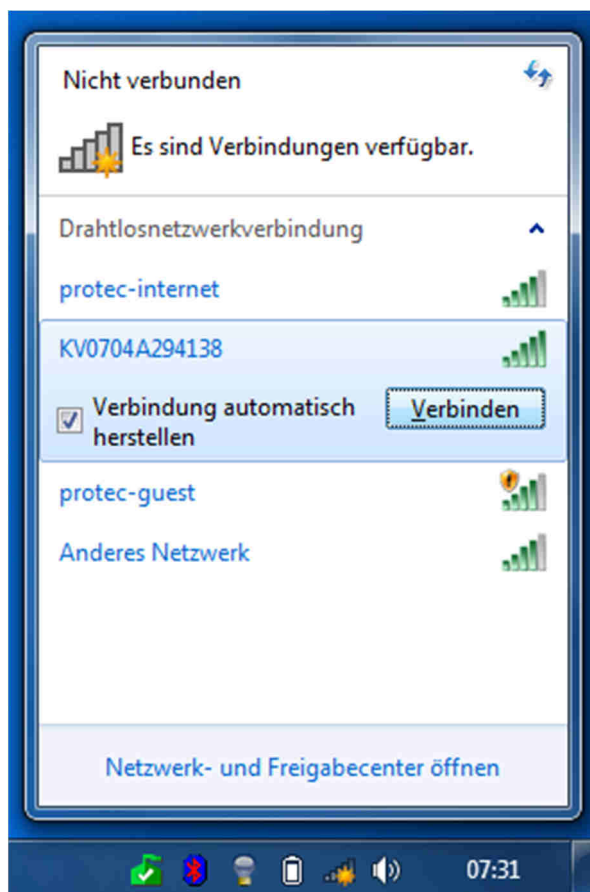 Nicht verbunden
Es sind Verbindungen verfügbar.
Drahtlosnetzwerkverbindung
protec-internet
KV0704A294138
Verbindung automatisch
herstellen
Verbinden
protec-guest
Anderes Netzwerk
Netzwerk- und Freigabecenter öffnen
07:31